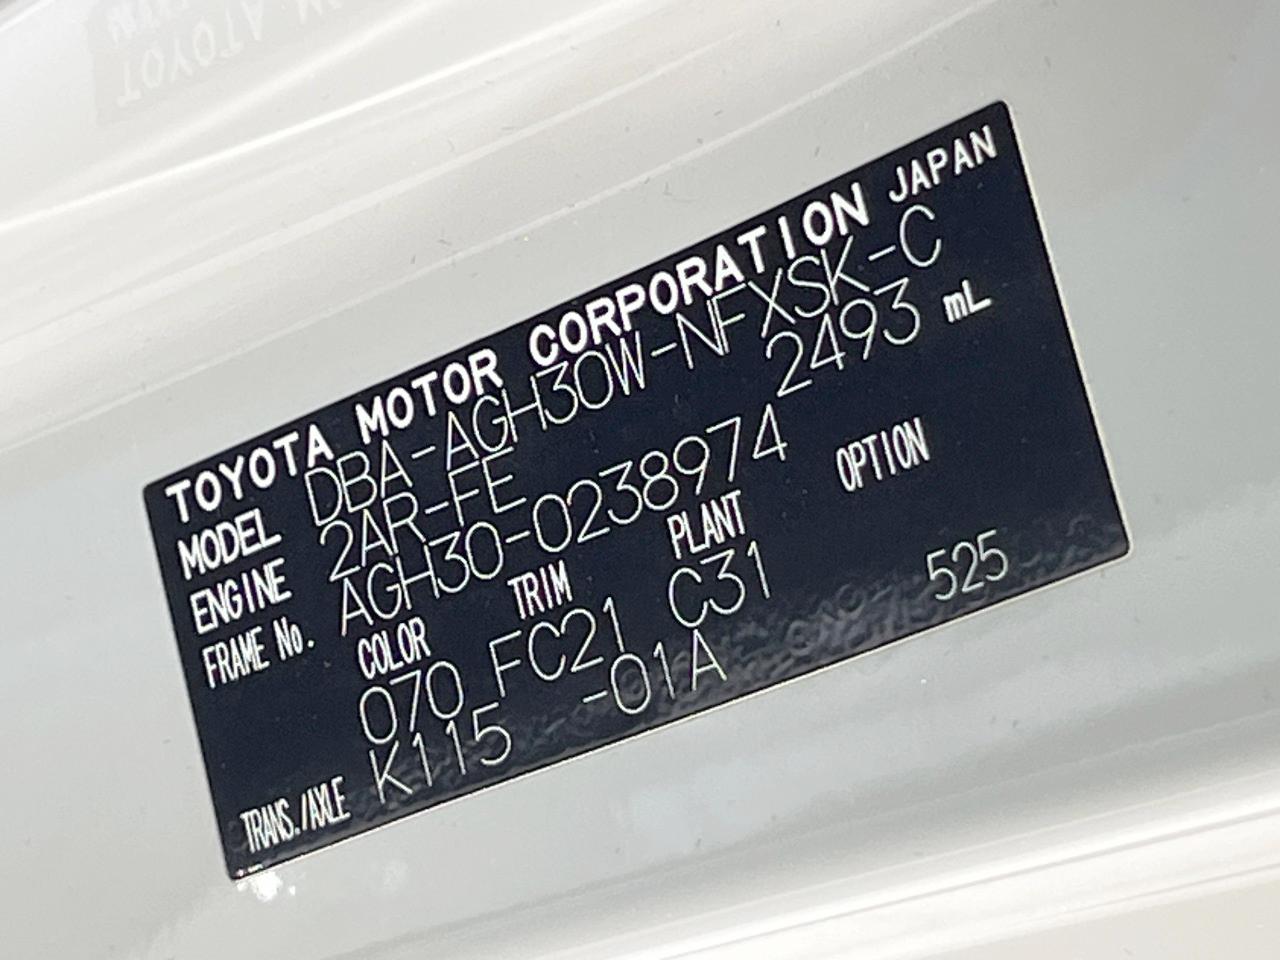 TOYOTA MOTOR CORPORATION JAPAN
MODEL DBA-AGH30W-NFXSK-C
ENGINE 2AR-FE 2493 mL
FRAME No. AGH30-0238974
COLOR TRIM PLANT OPTION
070 FC21 C31 525
TRANS./AXLE K115 -01A